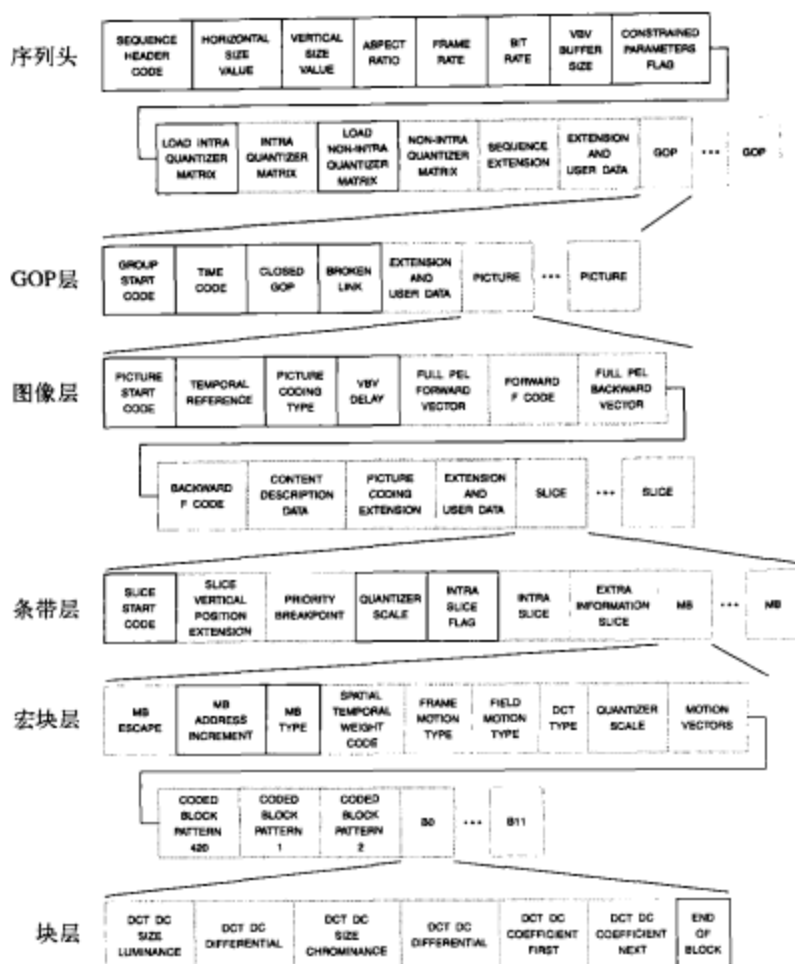 序列头
SEQUENCE HEADER CODE
HORIZONTAL SIZE VALUE
VERTICAL SIZE VALUE
ASPECT RATIO
FRAME RATE
BIT RATE
VBV BUFFER SIZE
CONSTRAINED PARAMETERS FLAG
LOAD INTRA QUANTIZER MATRIX
INTRA QUANTIZER MATRIX
LOAD NON-INTRA QUANTIZER MATRIX
NON-INTRA QUANTIZER MATRIX
SEQUENCE EXTENSION
EXTENSION AND USER DATA
GOP
•••
GOP
GOP层
GROUP START CODE
TIME CODE
CLOSED GOP
BROKEN LINK
EXTENSION AND USER DATA
PICTURE
•••
PICTURE
图像层
PICTURE START CODE
TEMPORAL REFERENCE
PICTURE CODING TYPE
VBV DELAY
FULL PEL FORWARD VECTOR
FORWARD F CODE
FULL PEL BACKWARD VECTOR
BACKWARD F CODE
CONTENT DESCRIPTION DATA
PICTURE CODING EXTENSION
EXTENSION AND USER DATA
SLICE
•••
SLICE
条带层
SLICE START CODE
SLICE VERTICAL POSITION EXTENSION
PRIORITY BREAKPOINT
QUANTIZER SCALE
INTRA SLICE FLAG
INTRA SLICE
EXTRA INFORMATION SLICE
MB
•••
MB
宏块层
MB ESCAPE
MB ADDRESS INCREMENT
MB TYPE
SPATIAL TEMPORAL WEIGHT CODE
FRAME MOTION TYPE
FIELD MOTION TYPE
DCT TYPE
QUANTIZER SCALE
MOTION VECTORS
CODED BLOCK PATTERN 420
CODED BLOCK PATTERN 1
CODED BLOCK PATTERN 2
B0
•••
B11
块层
DCT DC SIZE LUMINANCE
DCT DC DIFFERENTIAL
DCT DC SIZE CHROMINANCE
DCT DC DIFFERENTIAL
DCT DC COEFFICIENT FIRST
DCT DC COEFFICIENT NEXT
END OF BLOCK